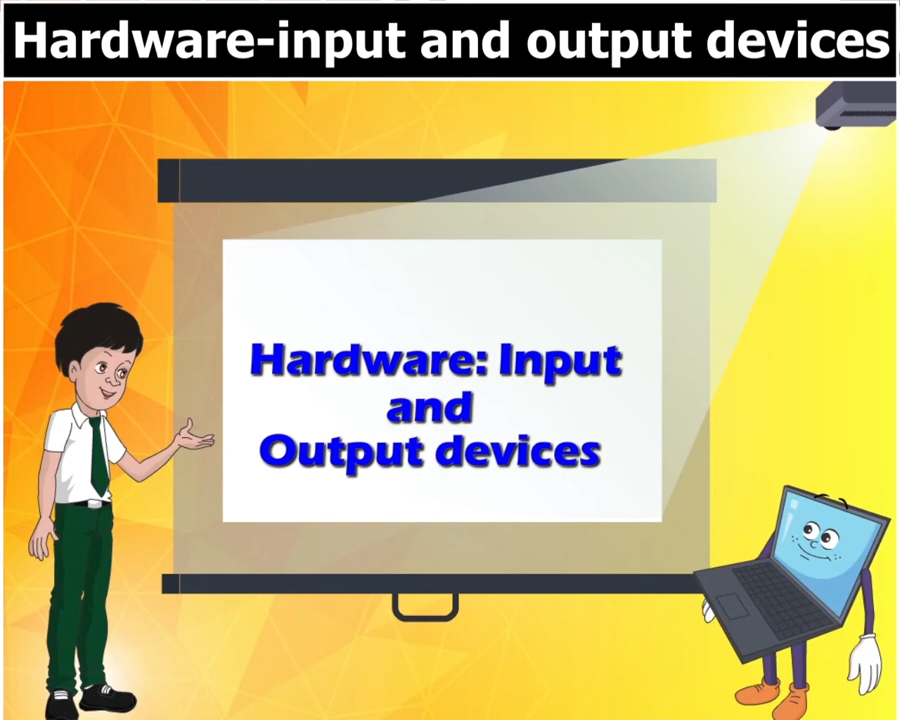 Hardware-input and output devices
Hardware: Input
and
Output devices